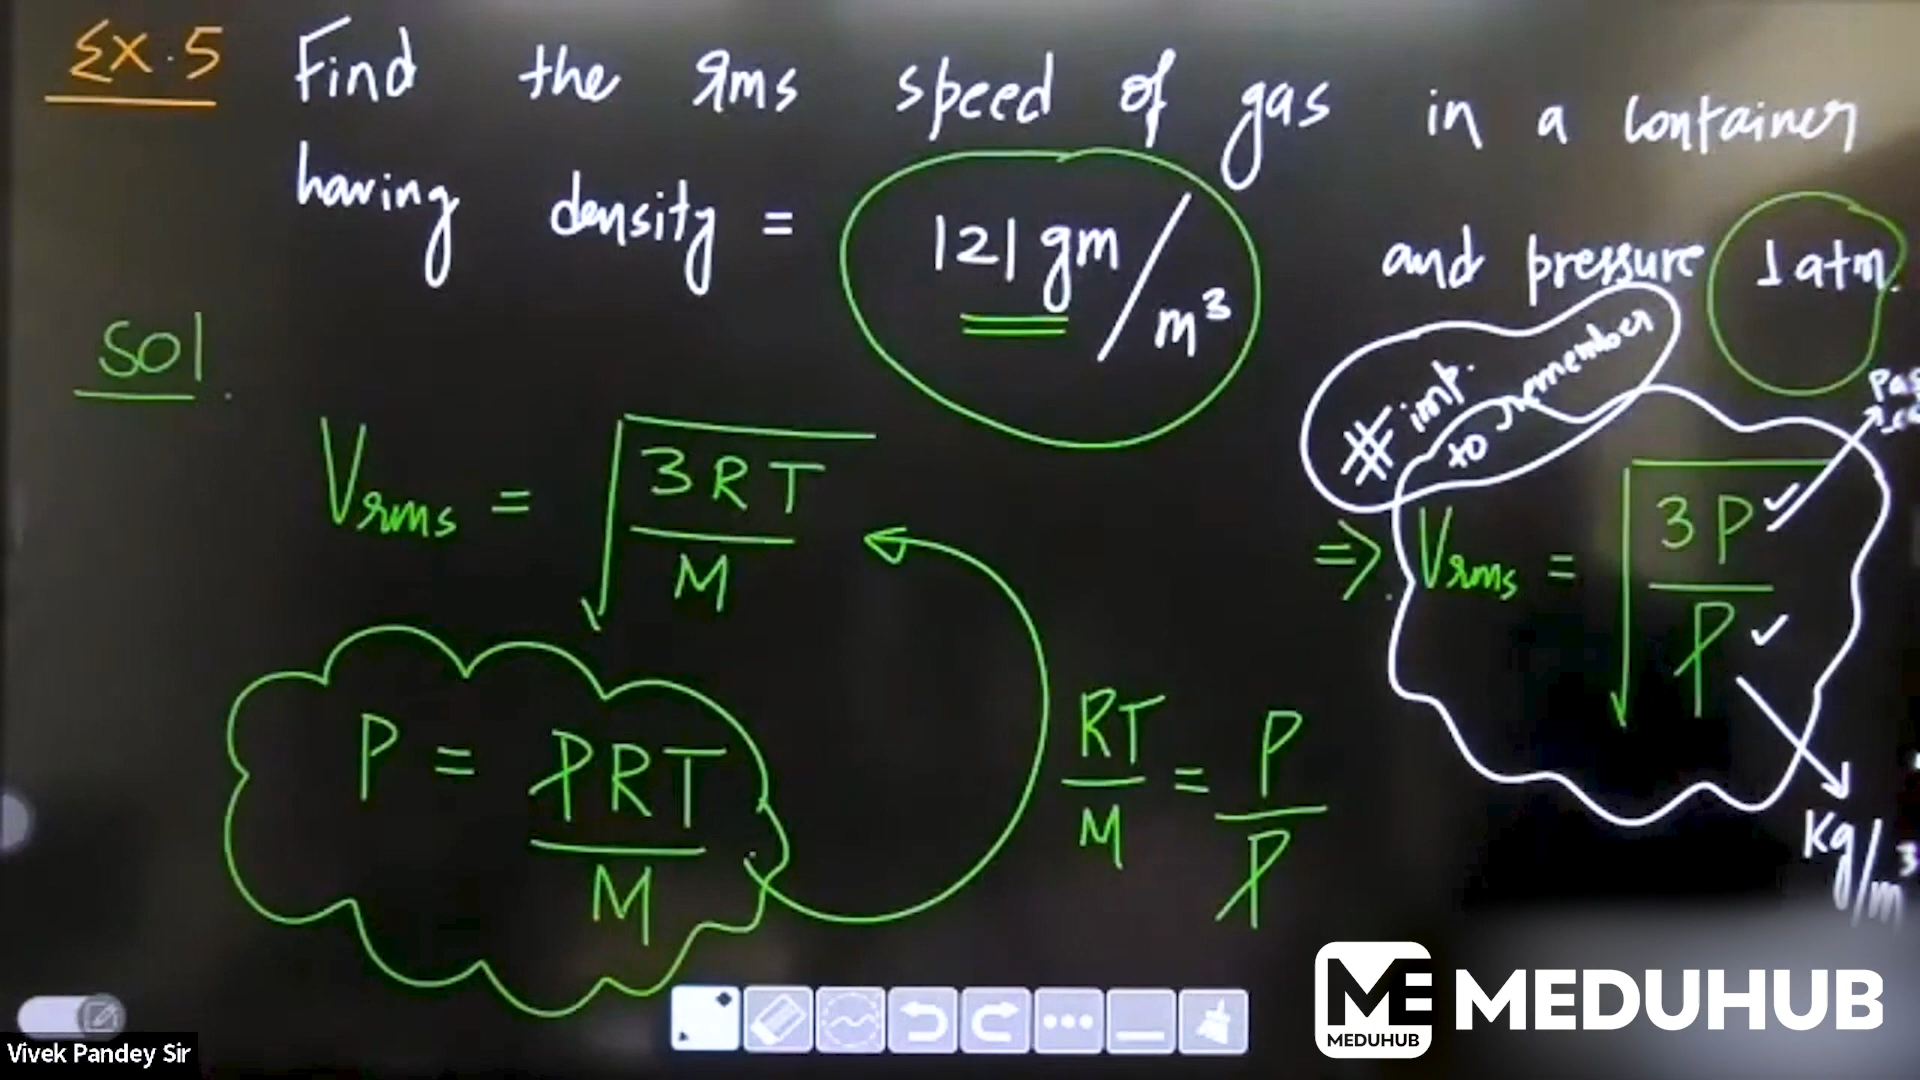 Ex.5 Find the rms speed of gas in a container
having density = 121 gm/m³ and pressure 1 atm.
Sol.
# imp. to remember
Vrms = √(3RT/M)
⇒ Vrms = √(3P/ρ)
P = ρRT/M
RT/M = P/ρ
Kg/m³
MEDUHUB
MEDUHUB
Vivek Pandey Sir